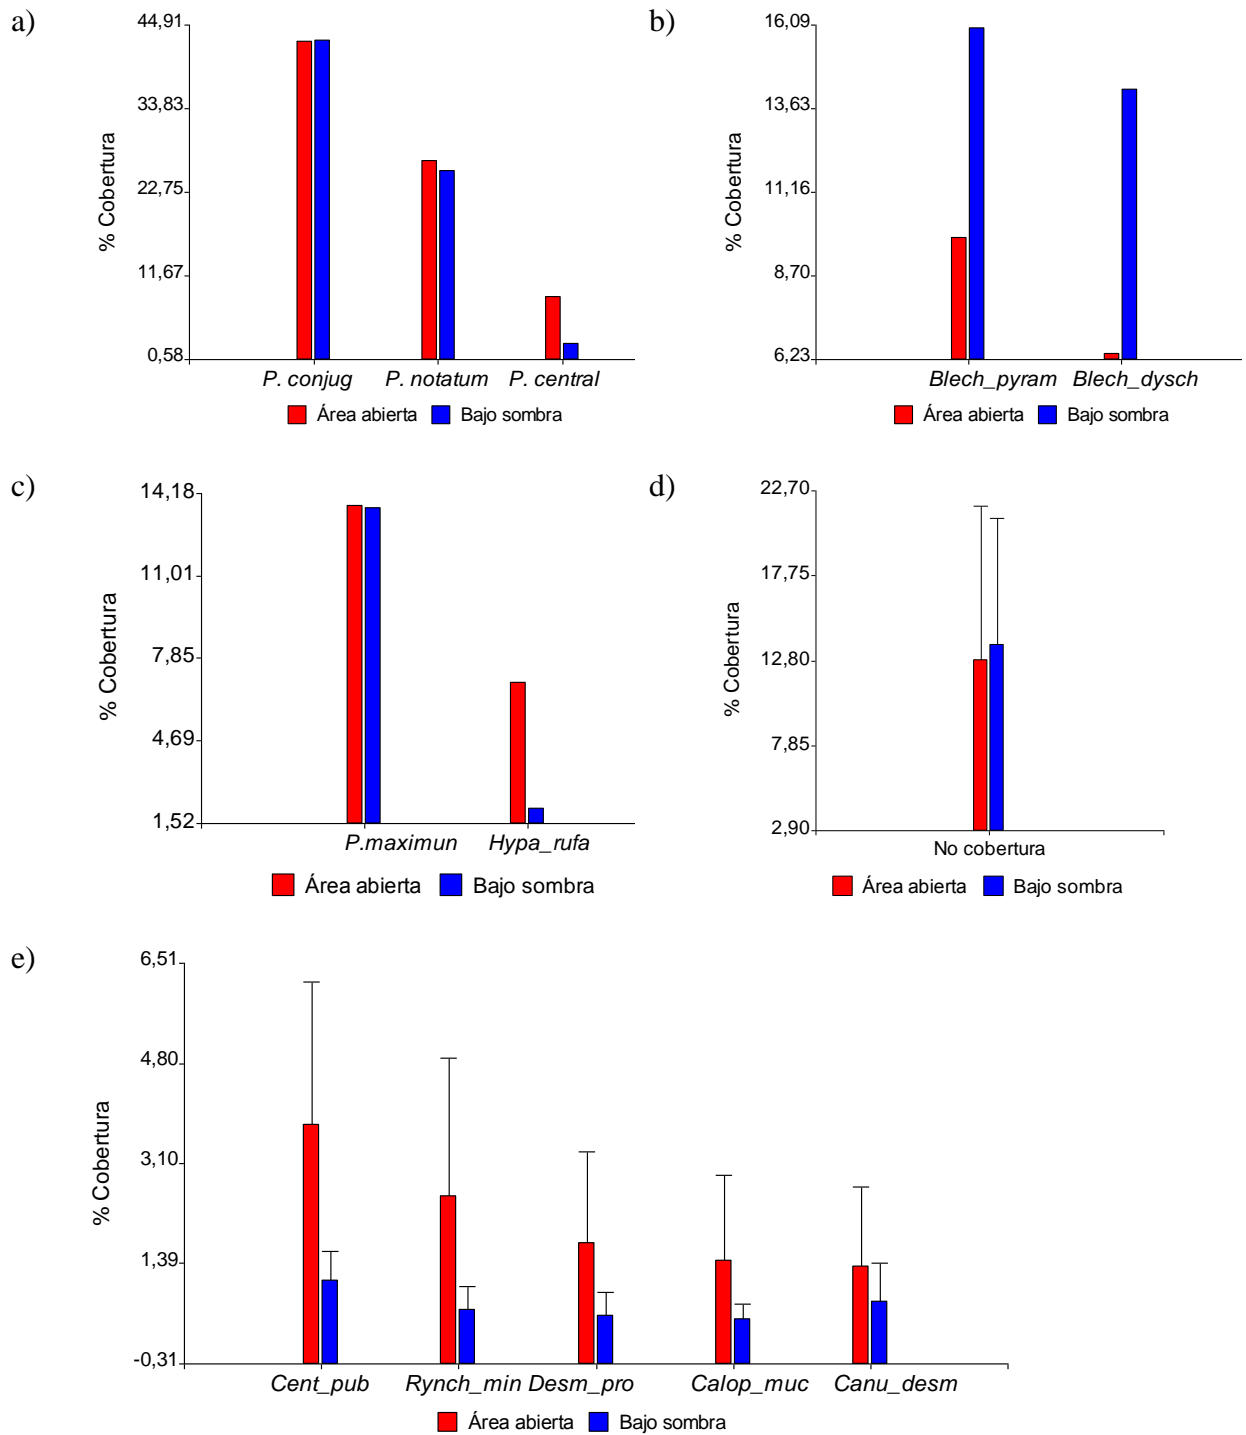 a)
44,91
33,83
22,75
11,67
0,58
% Cobertura
P. conjug P. notatum P. central
Área abierta Bajo sombra
b)
16,09
13,63
11,16
8,70
6,23
% Cobertura
Blech_pyram Blech_dysch
Área abierta Bajo sombra
c)
14,18
11,01
7,85
4,69
1,52
% Cobertura
P.maximun Hypa_rufa
Área abierta Bajo sombra
d)
22,70
17,75
12,80
7,85
2,90
% Cobertura
No cobertura
Área abierta Bajo sombra
e)
6,51
4,80
3,10
1,39
-0,31
% Cobertura
Cent_pub Rynch_min Desm_pro Calop_muc Canu_desm
Área abierta Bajo sombra